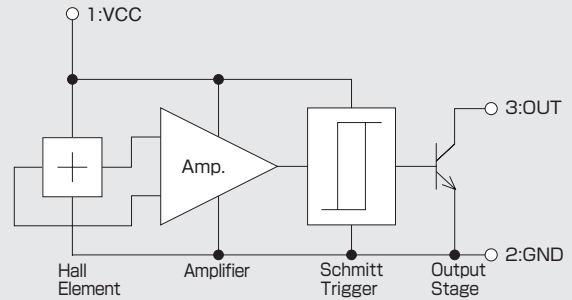 1:VCC
3:OUT
Amp.
2:GND
Hall
Element
Amplifier
Schmitt
Trigger
Output
Stage